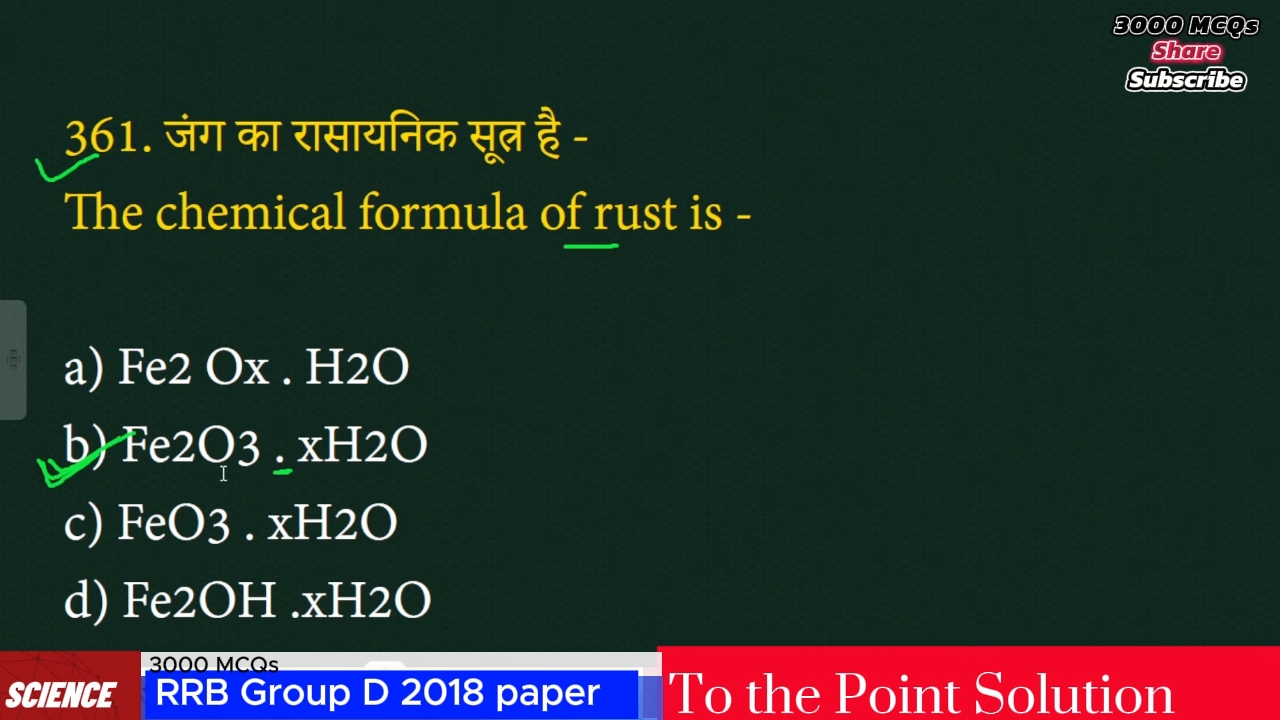 3000 MCQs
Share
Subscribe
361. जंग का रासायनिक सूत्र है -
The chemical formula of rust is -
a) Fe2 Ox . H2O
b) Fe2O3 . xH2O
c) FeO3 . xH2O
d) Fe2OH .xH2O
3000 MCQs
SCIENCE
RRB Group D 2018 paper
To the Point Solution